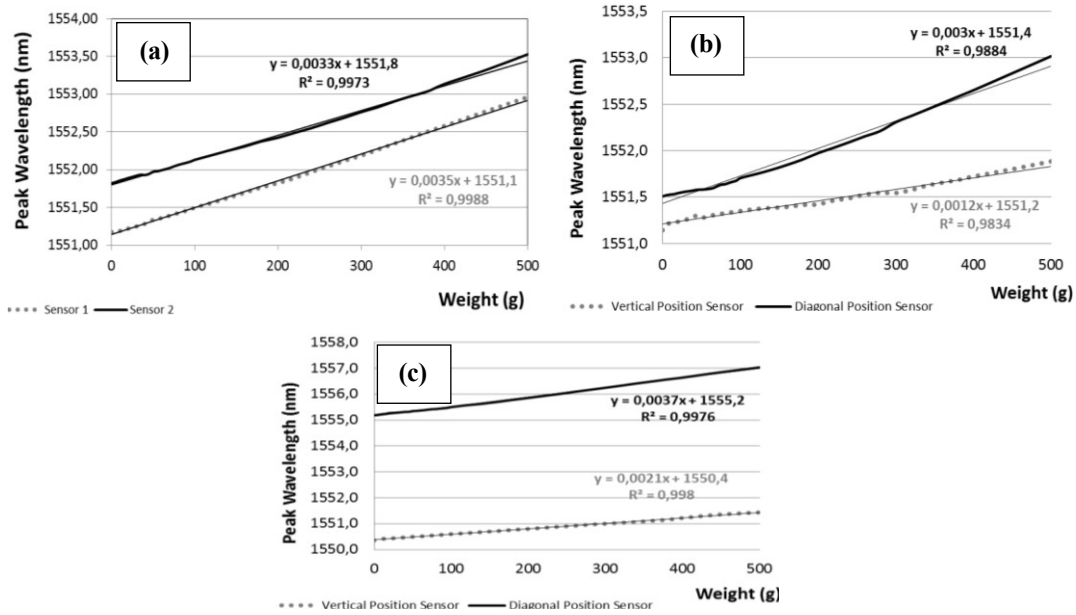 (a)
Peak Wavelength (nm)
1554,00
1553,50
1553,00
1552,50
1552,00
1551,50
1551,00
y = 0,0033x + 1551,8
R² = 0,9973
y = 0,0035x + 1551,1
R² = 0,9988
0 100 200 300 400 500
Weight (g)
Sensor 1 Sensor 2
(b)
Peak Wavelength (nm)
1553,5
1553,0
1552,5
1552,0
1551,5
1551,0
y = 0,003x + 1551,4
R² = 0,9884
y = 0,0012x + 1551,2
R² = 0,9834
0 100 200 300 400 500
Weight (g)
Vertical Position Sensor Diagonal Position Sensor
(c)
Peak Wavelength (nm)
1558,0
1557,0
1556,0
1555,0
1554,0
1553,0
1552,0
1551,0
1550,0
y = 0,0037x + 1555,2
R² = 0,9976
y = 0,0021x + 1550,4
R² = 0,998
0 100 200 300 400 500
Weight (g)
Vertical Position Sensor Diagonal Position Sensor